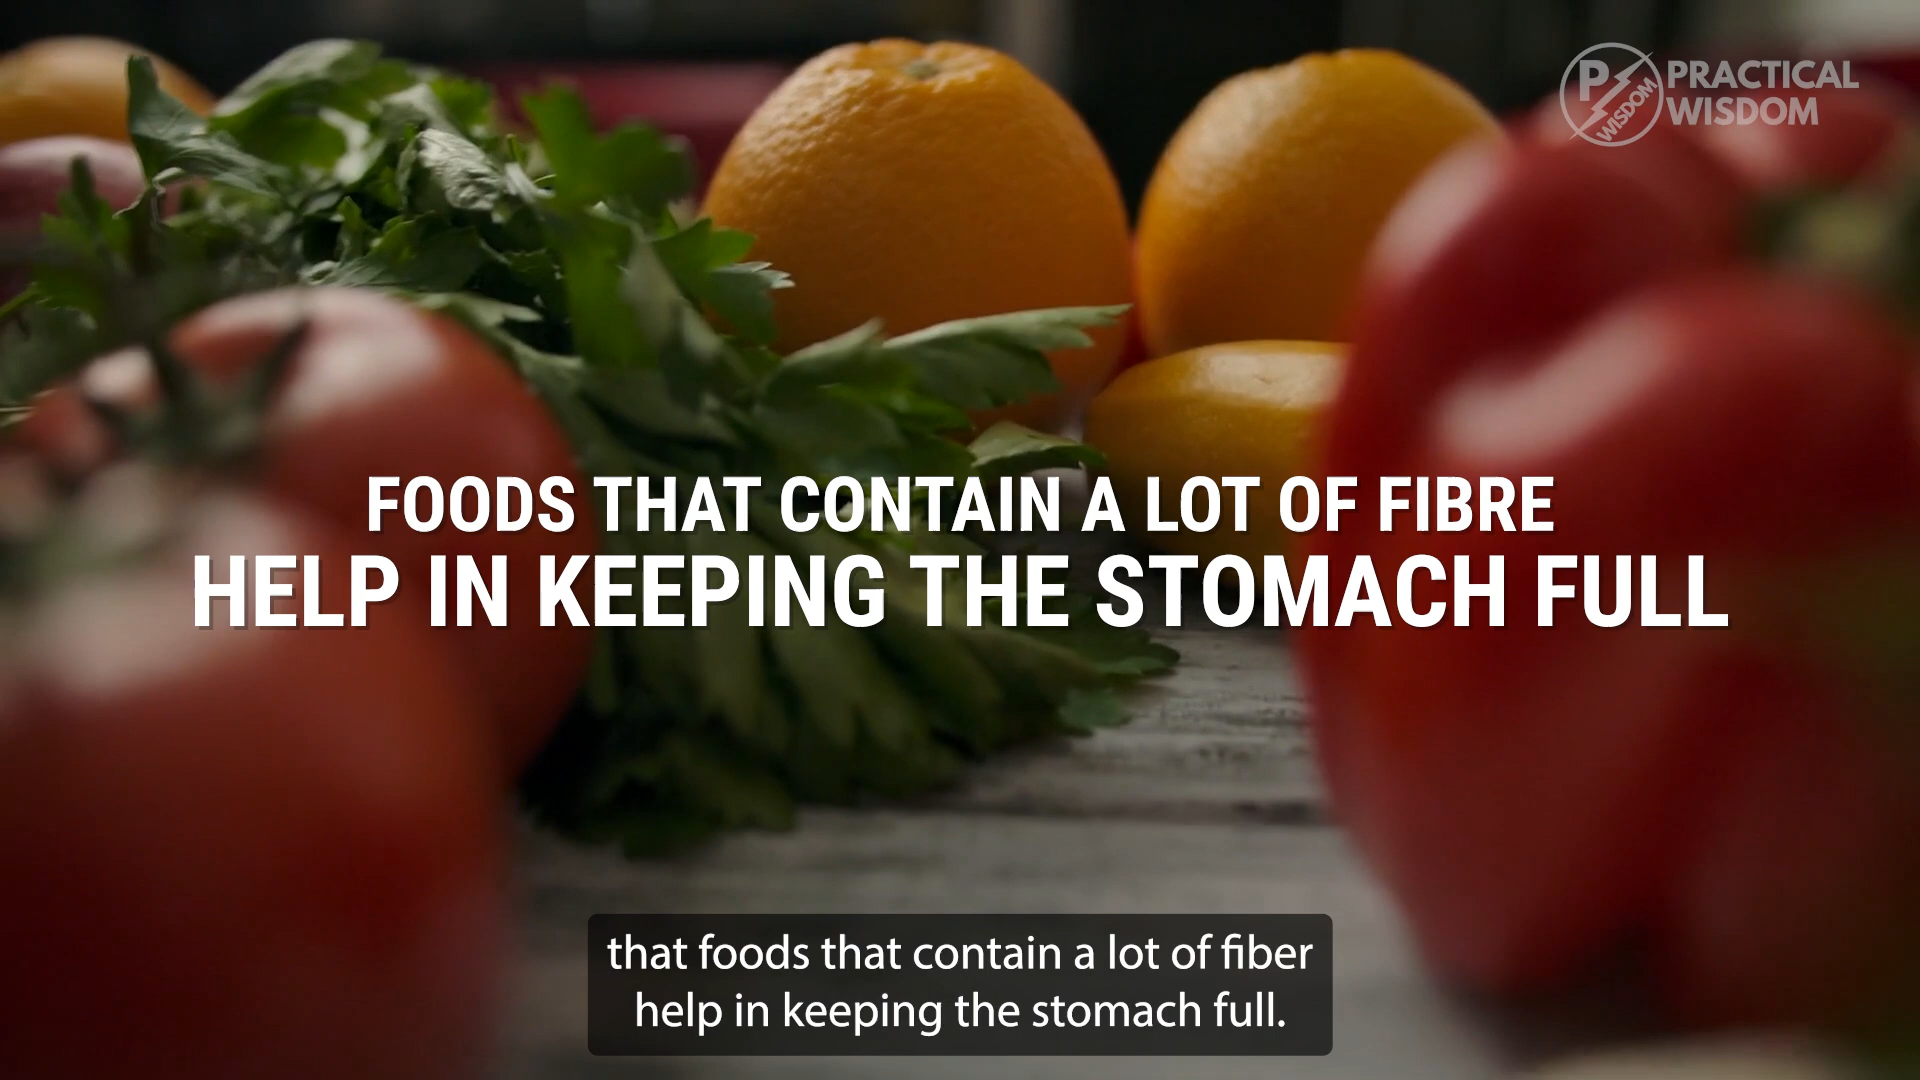 P
WISDOM
PRACTICAL
WISDOM
FOODS THAT CONTAIN A LOT OF FIBRE
HELP IN KEEPING THE STOMACH FULL
that foods that contain a lot of fiber
help in keeping the stomach full.